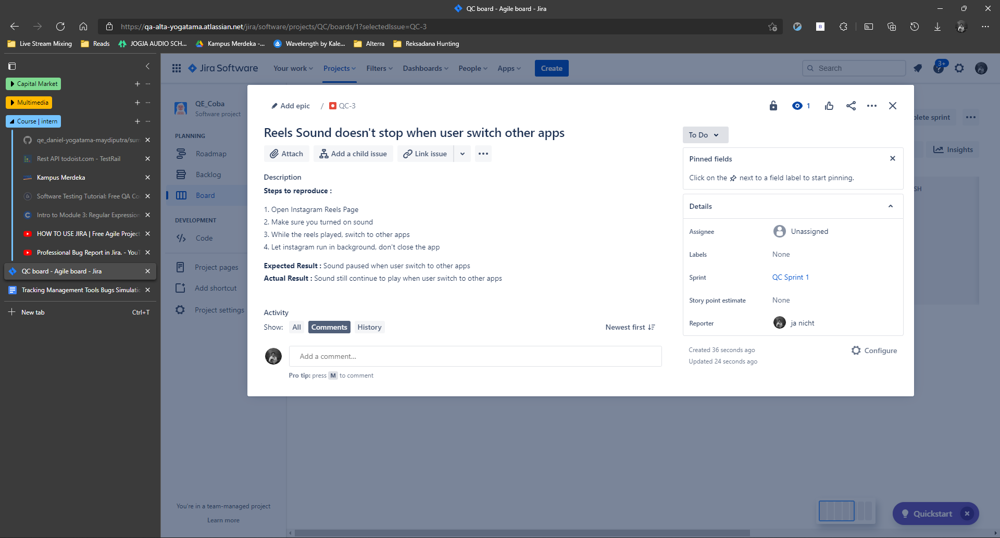 QC board - Agile board - Jira
https://qa-alta-yogatama.atlassian.net/jira/software/projects/QC/boards/1?selectedIssue=QC-3
Live Stream Mixing
Reads
JOGJA AUDIO SCH...
Kampus Merdeka -...
Wavelength by Kale...
Alterra
Reksadana Hunting
Capital Market
Multimedia
Course | intern
qe_daniel-yogatama-maydiputra/sum
Rest API todoist.com - TestRail
Kampus Merdeka
Software Testing Tutorial: Free QA Co
Intro to Module 3: Regular Expression
HOW TO USE JIRA | Free Agile Project
Professional Bug Report in Jira. - YouT
QC board - Agile board - Jira
Tracking Management Tools Bugs Simulatic
New tab
Ctrl+T
Jira Software
Your work
Projects
Filters
Dashboards
People
Apps
Create
Search
3+
QE_Coba
Software project
PLANNING
Roadmap
Backlog
Board
DEVELOPMENT
Code
Project pages
Add shortcut
Project settings
You're in a team-managed project
Learn more
Add epic / QC-3
1
Reels Sound doesn't stop when user switch other apps
Attach
Add a child issue
Link issue
Description
Steps to reproduce :
1. Open Instagram Reels Page
2. Make sure you turned on sound
3. While the reels played, switch to other apps
4. Let instagram run in background, don't close the app
Expected Result : Sound paused when user switch to other apps
Actual Result : Sound still continue to play when user switch to other apps
Activity
Show: All Comments History
Newest first
Add a comment...
Pro tip: press M to comment
To Do
Pinned fields
Click on the next to a field label to start pinning.
Details
Assignee
Unassigned
Labels
None
Sprint
QC Sprint 1
Story point estimate
None
Reporter
ja nicht
Created 36 seconds ago
Updated 24 seconds ago
Configure
plete sprint
Insights
SH
Quickstart
B